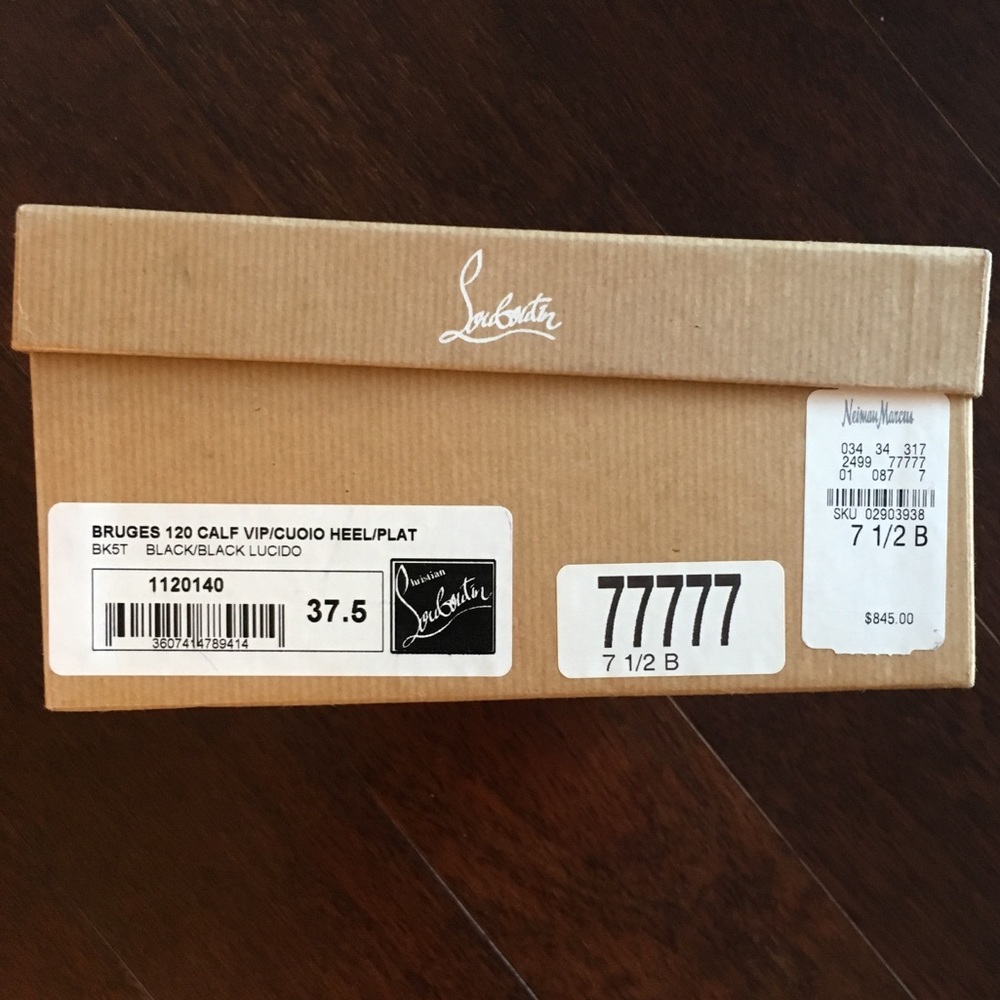 Louboutin
Neiman Marcus
034 34 317
2499 77777
01 087 7
SKU 02903938
7 1/2 B
$845.00
BRUGES 120 CALF VIP/CUOIO HEEL/PLAT
BK5T BLACK/BLACK LUCIDO
1120140
37.5
3607414789414
Christian
Louboutin
77777
7 1/2 B